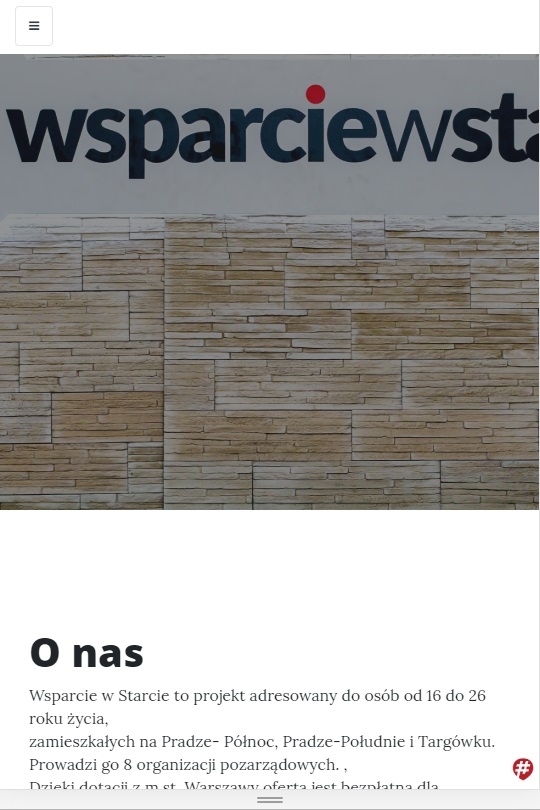 wsparciewsta
O nas
Wsparcie w Starcie to projekt adresowany do osób od 16 do 26
roku życia,
zamieszkałych na Pradze- Północ, Pradze-Południe i Targówku.
Prowadzi go 8 organizacji pozarządowych. ,
Dzięki dotacji z m.st. Warszawy oferta jest bezpłatna dla